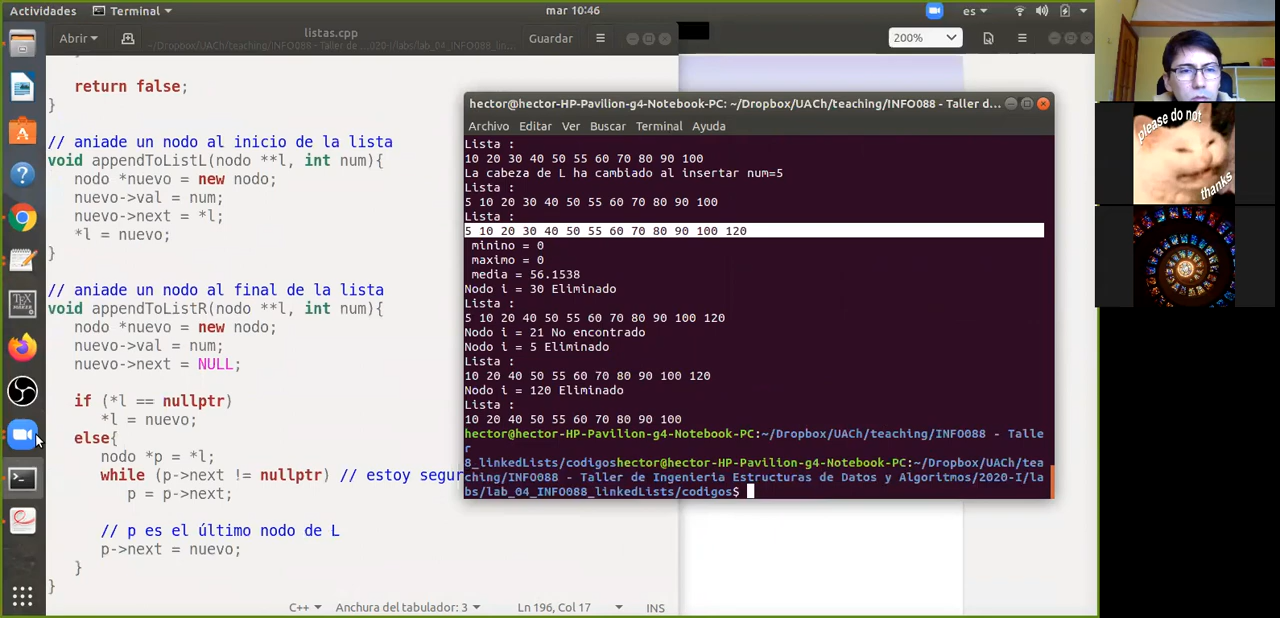 Actividades
Terminal
mar 10:46
es
Abrir
listas.cpp
~/Dropbox/UACh/teaching/INFO088 - Taller de ...020-I/labs/lab_04_INFO088_lin...
Guardar
200%
return false;
}
// aniade un nodo al inicio de la lista
void appendToListL(nodo **l, int num){
nodo *nuevo = new nodo;
nuevo->val = num;
nuevo->next = *l;
*l = nuevo;
}
// aniade un nodo al final de la lista
void appendToListR(nodo **l, int num){
nodo *nuevo = new nodo;
nuevo->val = num;
nuevo->next = NULL;
if (*l == nullptr)
*l = nuevo;
else{
nodo *p = *l;
while (p->next != nullptr) // estoy segur
p = p->next;
// p es el último nodo de L
p->next = nuevo;
}
}
C++
Anchura del tabulador: 3
Ln 196, Col 17
INS
hector@hector-HP-Pavilion-g4-Notebook-PC: ~/Dropbox/UACh/teaching/INFO088 - Taller d...
Archivo Editar Ver Buscar Terminal Ayuda
Lista :
10 20 30 40 50 55 60 70 80 90 100
La cabeza de L ha cambiado al insertar num=5
Lista :
5 10 20 30 40 50 55 60 70 80 90 100
Lista :
5 10 20 30 40 50 55 60 70 80 90 100 120
minino = 0
maximo = 0
media = 56.1538
Nodo i = 30 Eliminado
Lista :
5 10 20 40 50 55 60 70 80 90 100 120
Nodo i = 21 No encontrado
Nodo i = 5 Eliminado
Lista :
10 20 40 50 55 60 70 80 90 100 120
Nodo i = 120 Eliminado
Lista :
10 20 40 50 55 60 70 80 90 100
hector@hector-HP-Pavilion-g4-Notebook-PC:~/Dropbox/UACh/teaching/INFO088 - Talle
r
8_linkedLists/codigoshector@hector-HP-Pavilion-g4-Notebook-PC:~/Dropbox/UACh/tea
ching/INFO088 - Taller de Ingenieria Estructuras de Datos y Algoritmos/2020-I/la
bs/lab_04_INFO088_linkedLists/codigos$
please do not
thanks